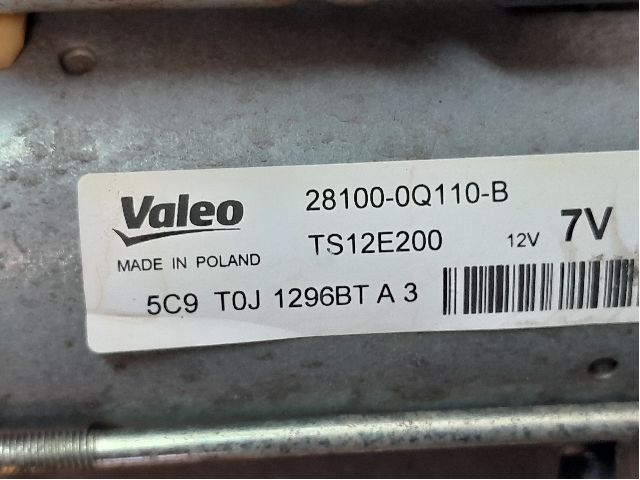 Valeo
MADE IN POLAND
28100-0Q110-B
TS12E200 12V 7V
5C9 T0J 1296BT A 3